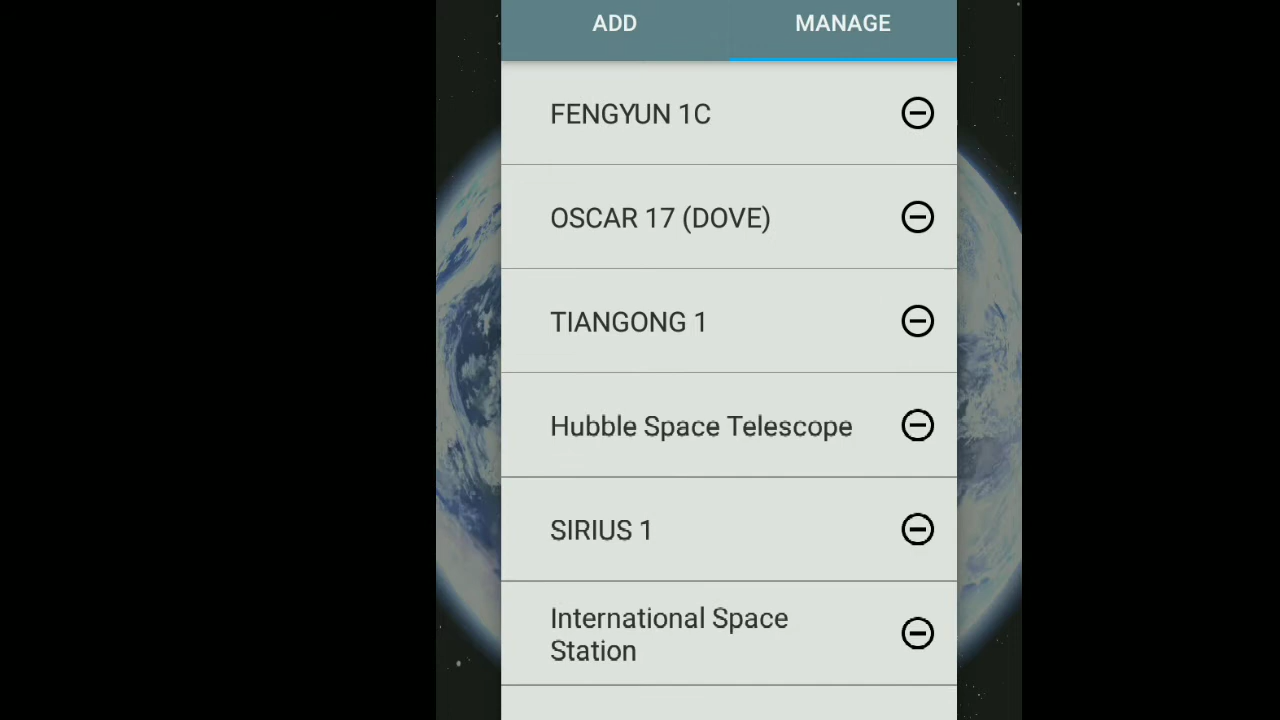 ADD
MANAGE
FENGYUN 1C
OSCAR 17 (DOVE)
TIANGONG 1
Hubble Space Telescope
SIRIUS 1
International Space
Station